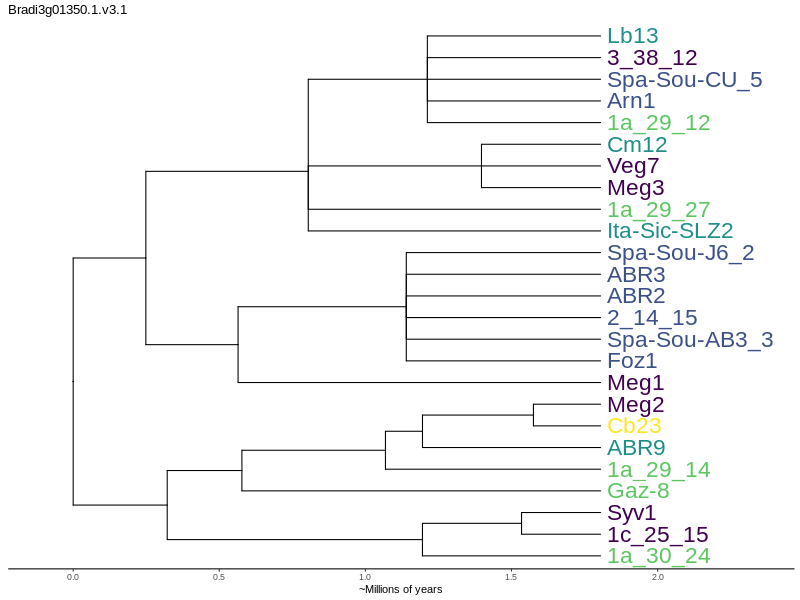 Bradi3g01350.1.v3.1
Lb13
3_38_12
Spa-Sou-CU_5
Arn1
1a_29_12
Cm12
Veg7
Meg3
1a_29_27
Ita-Sic-SLZ2
Spa-Sou-J6_2
ABR3
ABR2
2_14_15
Spa-Sou-AB3_3
Foz1
Meg1
Meg2
Cb23
ABR9
1a_29_14
Gaz-8
Syv1
1c_25_15
1a_30_24
0.0 0.5 1.0 1.5 2.0
~Millions of years